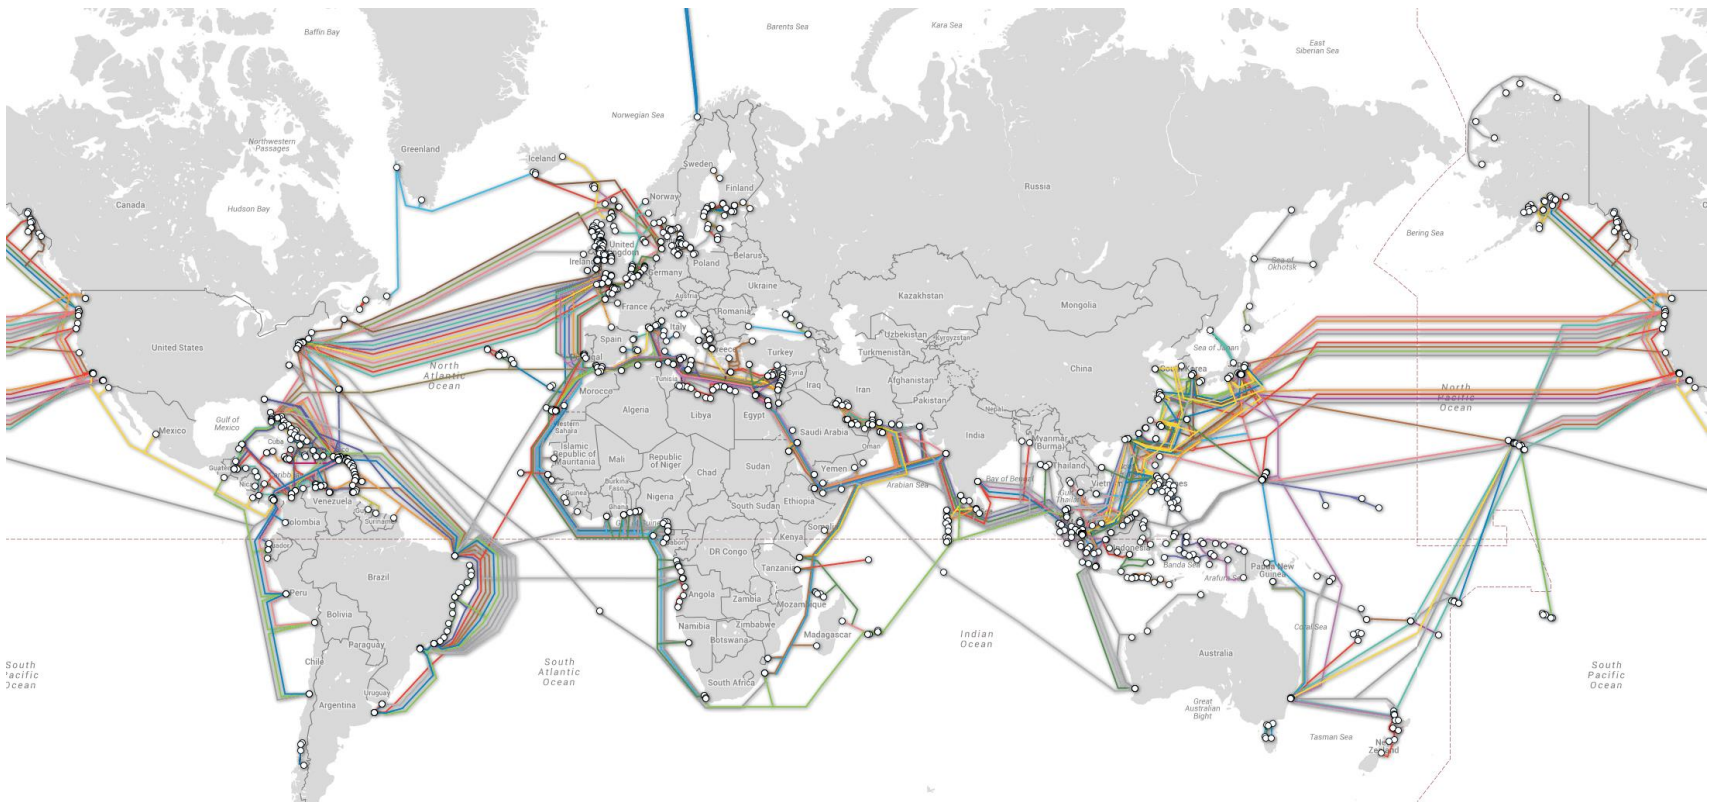 Baffin Bay
Barents Sea
Kara Sea
East
Siberian Sea
Norwegian Sea
Northwestern
Passages
Greenland
Iceland
Sweden
Finland
Norway
Russia
Canada
Hudson Bay
Bering Sea
Sea of
Okhotsk
United
Ireland
Poland
Belarus
Germany
Ukraine
Kazakhstan
Mongolia
Austria
France
Romania
Italy
Spain
Portugal
Uzbekistan
Kyrgyzstan
Turkmenistan
Turkey
Syria
Sea of Japan
South Korea
United States
North
Atlantic
Ocean
North
Pacific
Ocean
China
Afghanistan
Iran
Iraq
Pakistan
Nepal
Tunisia
Morocco
Algeria
Libya
Egypt
Western
Sahara
Saudi Arabia
Oman
India
Myanmar
(Burma)
Gulf of
Mexico
Mexico
Cuba
Islamic
Republic of
Mauritania
Mali
Republic
of Niger
Chad
Sudan
Yemen
Arabian Sea
Bay of Bengal
Thailand
Burkina
Faso
Guinea
Ghana
Nigeria
Ethiopia
South Sudan
Venezuela
Suriname
Colombia
Somalia
Kenya
Gabon
DR Congo
Tanzania
Indonesia
Banda Sea
Arafura Sea
Papua New
Guinea
Brazil
Peru
Bolivia
Paraguay
Chile
Uruguay
Argentina
Angola
Zambia
Mozambique
Zimbabwe
Namibia
Botswana
Madagascar
South Africa
South
Atlantic
Ocean
Indian
Ocean
Australia
Coral Sea
Great
Australian
Bight
Tasman Sea
New
Zealand
South
Pacific
Ocean